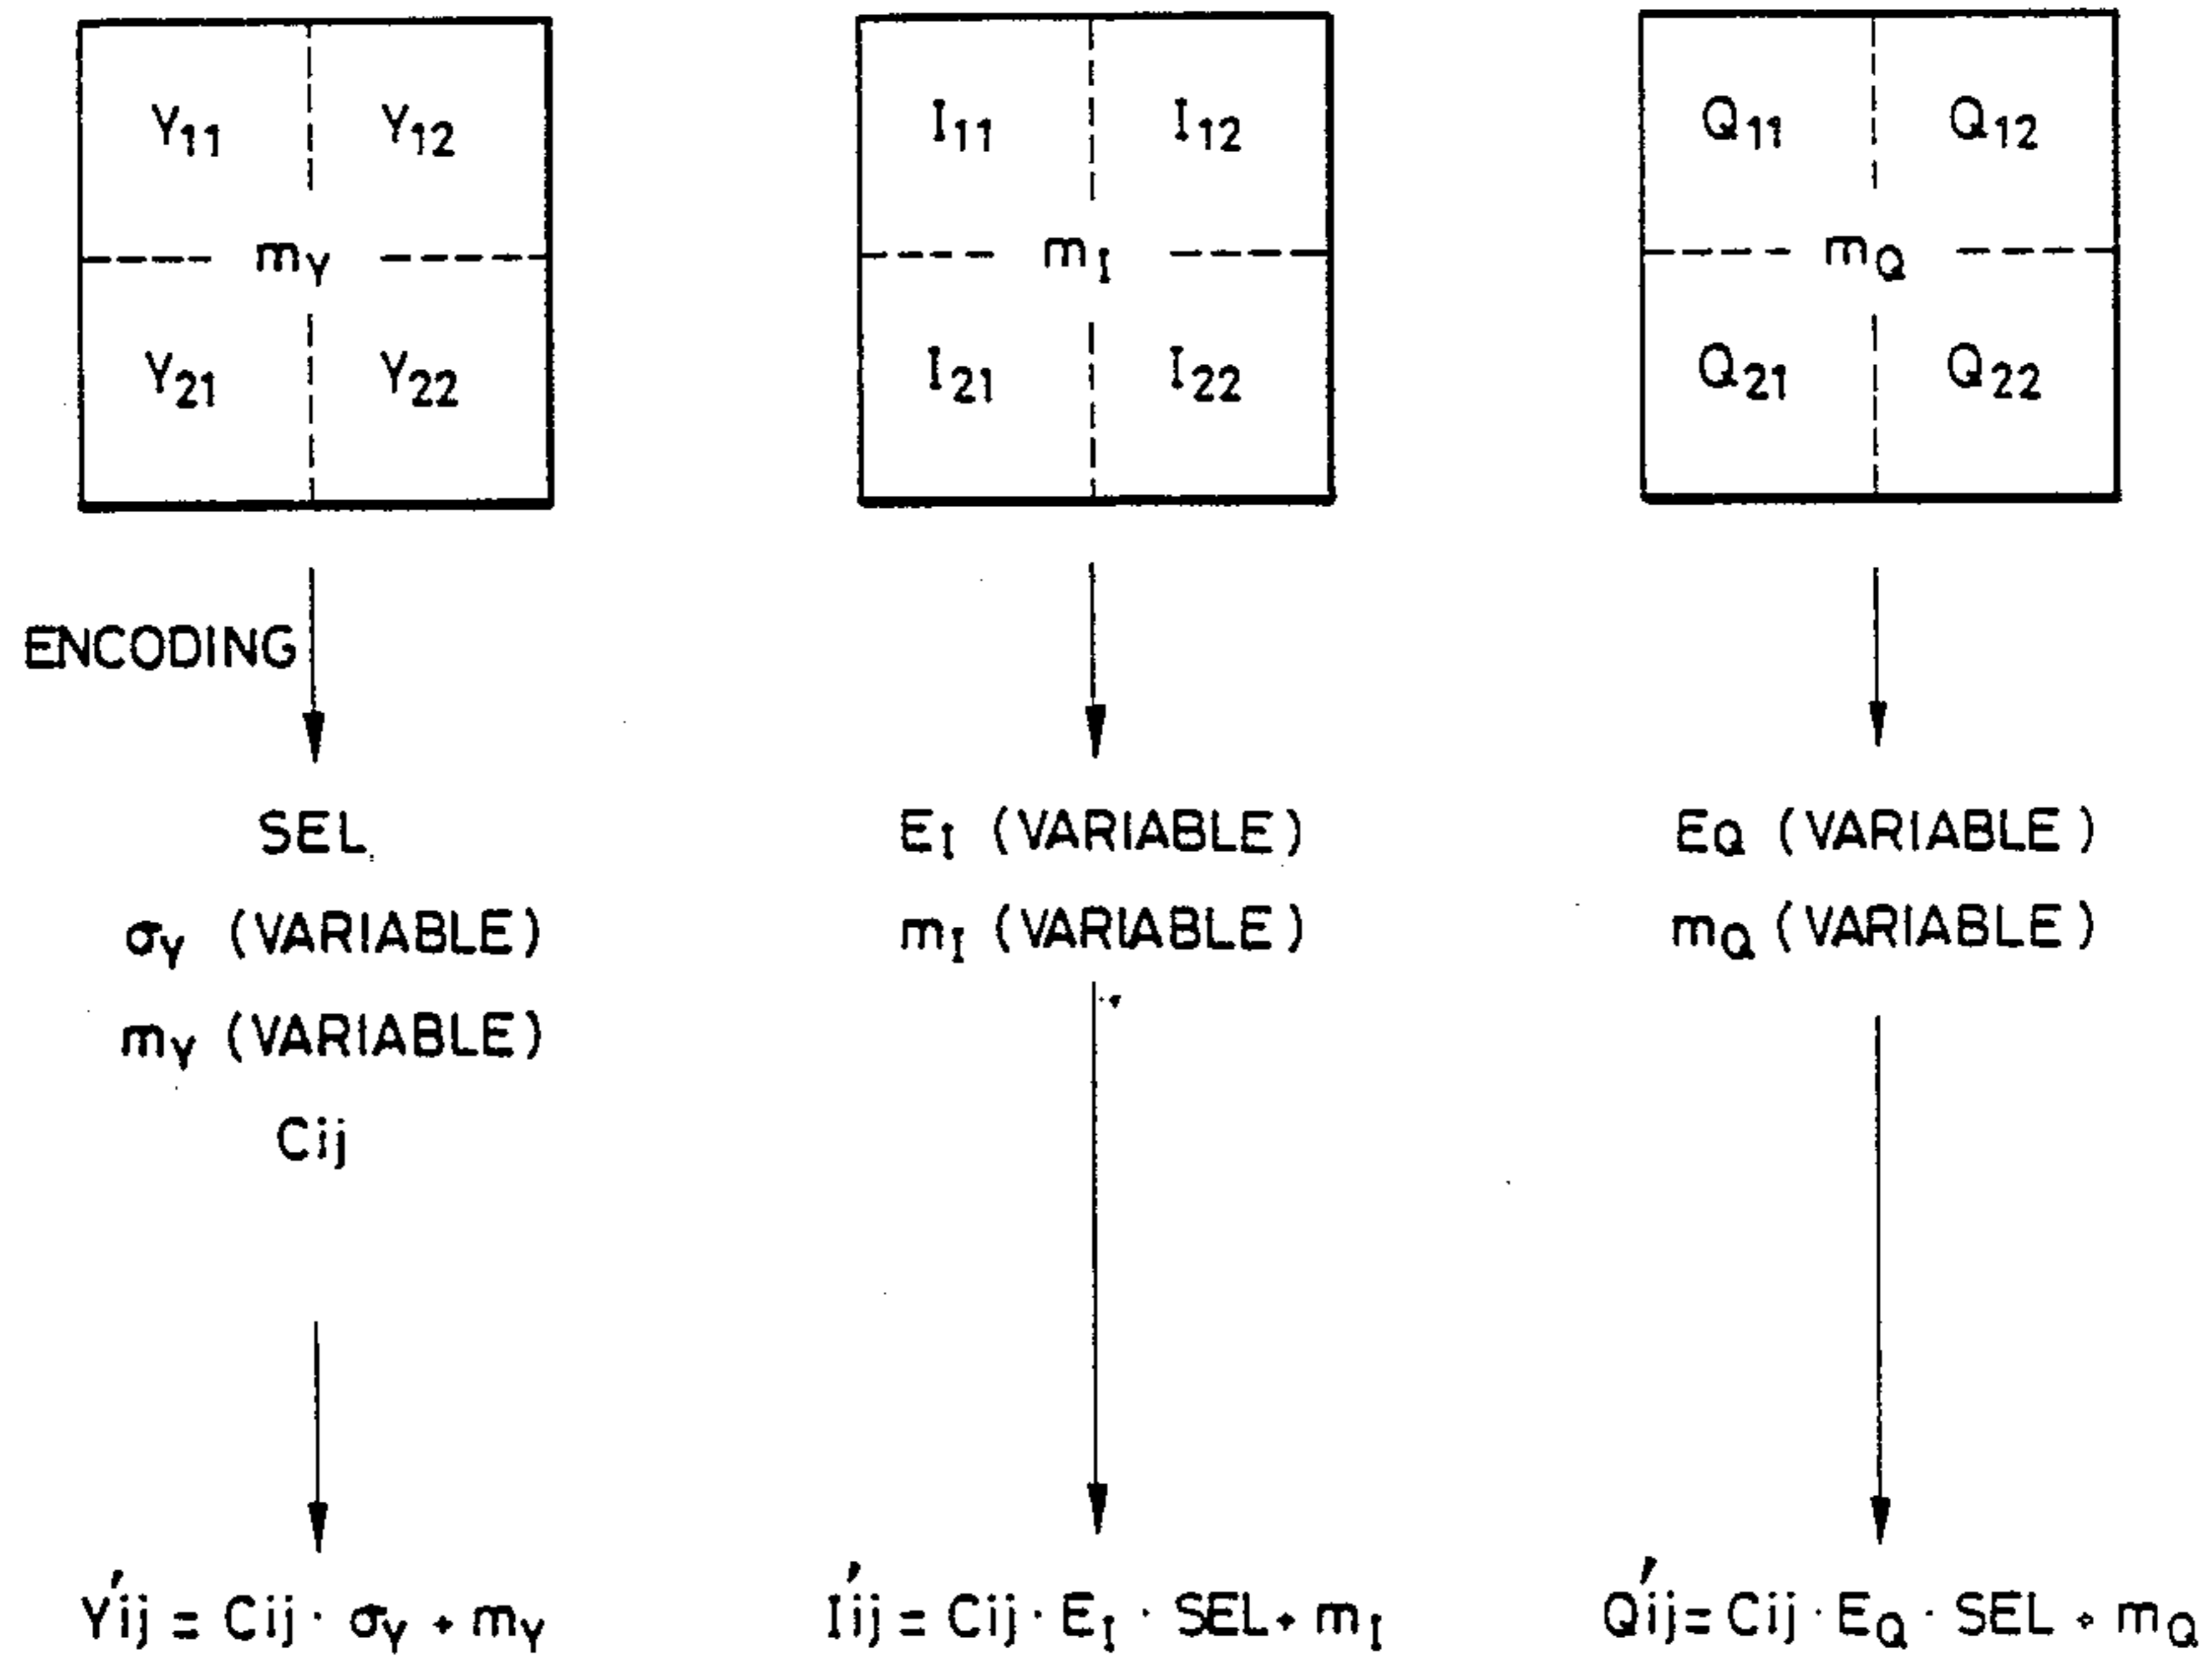 Y11 Y12
mY
Y21 Y22
I11 I12
mI
I21 I22
Q11 Q12
mQ
Q21 Q22
ENCODING
SEL
σY (VARIABLE)
mY (VARIABLE)
Cij
EI (VARIABLE)
mI (VARIABLE)
EQ (VARIABLE)
mQ (VARIABLE)
Y'ij = Cij · σY + mY
I'ij = Cij · EI · SEL + mI
Q'ij = Cij · EQ · SEL + mQ